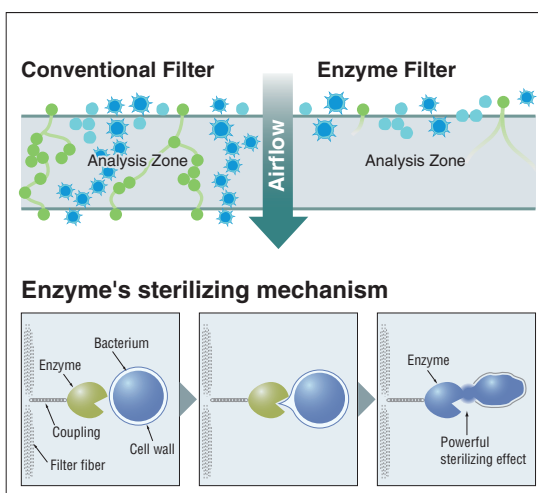 Conventional Filter
Enzyme Filter
Analysis Zone
Airflow
Analysis Zone
Enzyme's sterilizing mechanism
Bacterium
Enzyme
Coupling
Cell wall
Filter fiber
Enzyme
Powerful
sterilizing effect